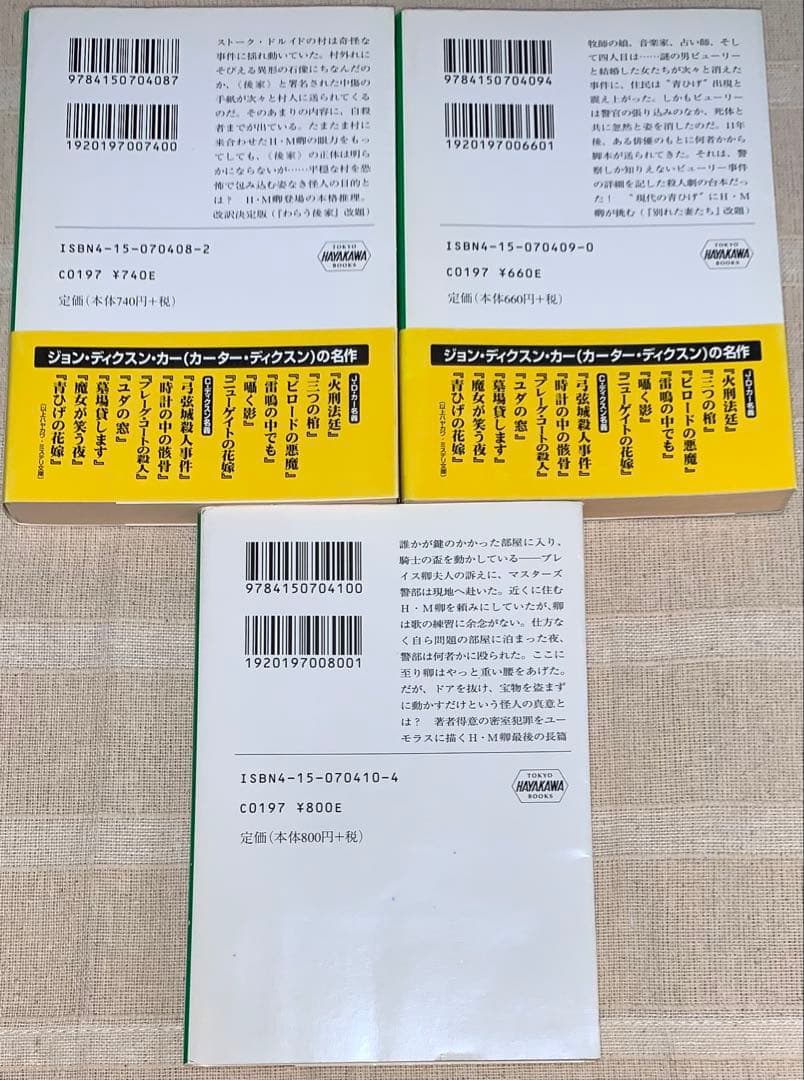 9784150704087
1920197007400
ストーク・ドルイドの村は奇怪な
事件に揺れ動いていた。村外れに
そびえる異形の石像にちなんだの
か、〈後家〉と署名された中傷の
手紙が次々と村人に送られてくる
のだ。そのあまりの内容に、自殺
者までが出ている。たまたま村に
来合わせたH・M卿の眼力をもっ
てしても、〈後家〉の正体は明ら
かにならないが……平穏な村を恐
怖で包み込む姿なき怪人の目的と
は? H・M卿登場の本格推理。
改訳決定版(『わらう後家』改題)
ISBN4-15-070408-2
C0197 ¥740E
定価(本体740円+税)
TOKYO
HAYAKAWA
BOOKS
ジョン・ディクスン・カー(カーター・ディクスン)の名作
J・D・カー名義
『火刑法廷』
『三つの棺』
『ビロードの悪魔』
『雷鳴の中でも』
『囁く影』
『ニューゲイトの花嫁』
C・ディクスン名義
『弓弦城殺人事件』
『時計の中の骸骨』
『プレーグ・コートの殺人』
『ユダの窓』
『墓場貸します』
『魔女が笑う夜』
『青ひげの花嫁』
(以上ハヤカワ・ミステリ文庫)
9784150704094
1920197006601
牧師の娘、音楽家、占い師、そし
て四人目は……謎の男ビューリー
と結婚した女たちが次々と消えた
事件に、住民は“青ひげ”出現と
震え上がった。しかもビューリー
は警官の張り込みのなか、死体と
共に忽然と姿を消したのだ。11年
後、ある俳優のもとに何者かから
脚本が送られてきた。それは、警
察しか知りえないビューリー事件
の詳細を記した殺人劇の台本だっ
た! “現代の青ひげ”にH・M
卿が挑む(『別れた妻たち』改題)
ISBN4-15-070409-0
C0197 ¥660E
定価(本体660円+税)
TOKYO
HAYAKAWA
BOOKS
ジョン・ディクスン・カー(カーター・ディクスン)の名作
J・D・カー名義
『火刑法廷』
『三つの棺』
『ビロードの悪魔』
『雷鳴の中でも』
『囁く影』
『ニューゲイトの花嫁』
C・ディクスン名義
『弓弦城殺人事件』
『時計の中の骸骨』
『プレーグ・コートの殺人』
『ユダの窓』
『墓場貸します』
『魔女が笑う夜』
『青ひげの花嫁』
(以上ハヤカワ・ミステリ文庫)
9784150704100
1920197008001
誰かが鍵のかかった部屋に入り、
騎士の盃を動かしている――ブレ
イス卿夫人の訴えに、マスターズ
警部は現地へ赴いた。近くに住む
H・M卿を頼みにしていたが、卿
は歌の練習に余念がない。仕方な
く自ら問題の部屋に泊まった夜、
警部は何者かに殴られた。ここに
至り卿はやっと重い腰をあげた。
だが、ドアを抜け、宝物を盗まず
に動かすだけという怪人の真意と
は? 著者得意の密室犯罪をユー
モラスに描くH・M卿最後の長篇
ISBN4-15-070410-4
C0197 ¥800E
定価(本体800円+税)
TOKYO
HAYAKAWA
BOOKS